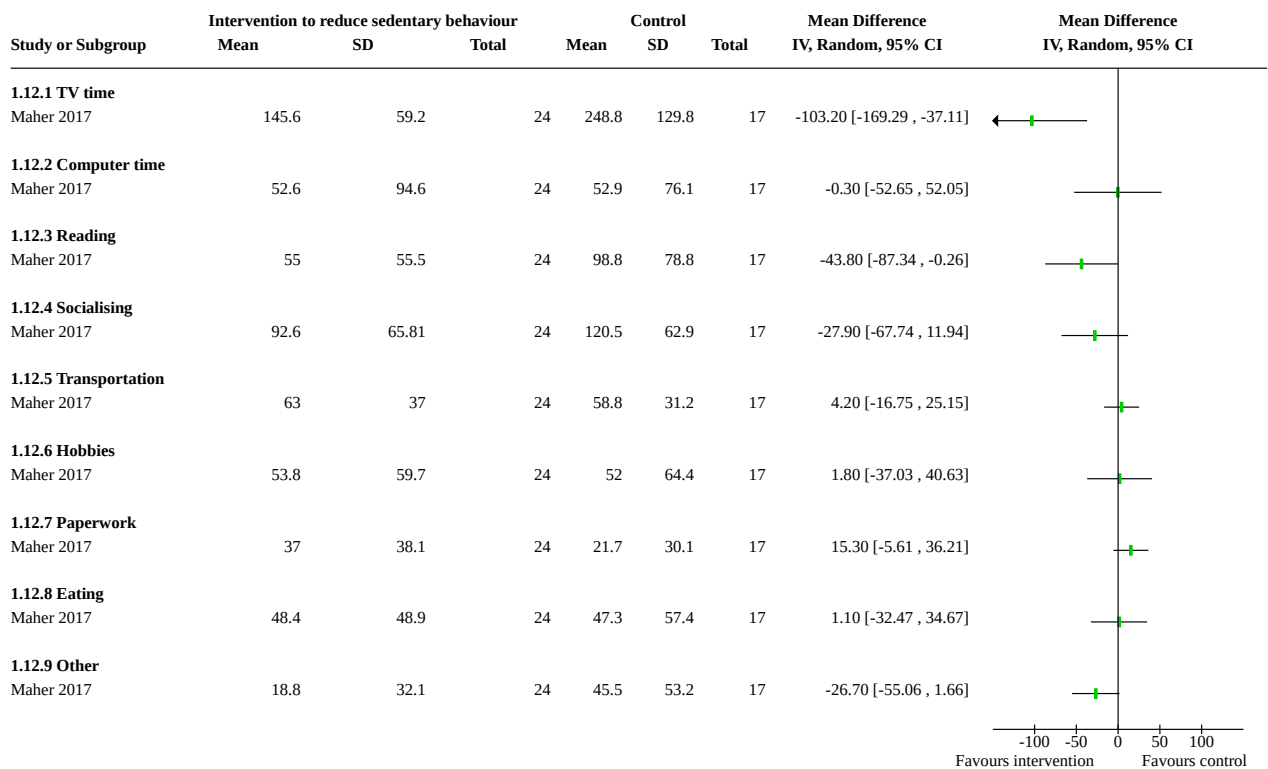 Intervention to reduce sedentary behaviour Control Mean Difference Mean Difference
Study or Subgroup Mean SD Total Mean SD Total IV, Random, 95% CI IV, Random, 95% CI
1.12.1 TV time
Maher 2017 145.6 59.2 24 248.8 129.8 17 -103.20 [-169.29 , -37.11]
1.12.2 Computer time
Maher 2017 52.6 94.6 24 52.9 76.1 17 -0.30 [-52.65 , 52.05]
1.12.3 Reading
Maher 2017 55 55.5 24 98.8 78.8 17 -43.80 [-87.34 , -0.26]
1.12.4 Socialising
Maher 2017 92.6 65.81 24 120.5 62.9 17 -27.90 [-67.74 , 11.94]
1.12.5 Transportation
Maher 2017 63 37 24 58.8 31.2 17 4.20 [-16.75 , 25.15]
1.12.6 Hobbies
Maher 2017 53.8 59.7 24 52 64.4 17 1.80 [-37.03 , 40.63]
1.12.7 Paperwork
Maher 2017 37 38.1 24 21.7 30.1 17 15.30 [-5.61 , 36.21]
1.12.8 Eating
Maher 2017 48.4 48.9 24 47.3 57.4 17 1.10 [-32.47 , 34.67]
1.12.9 Other
Maher 2017 18.8 32.1 24 45.5 53.2 17 -26.70 [-55.06 , 1.66]
-100 -50 0 50 100
Favours intervention Favours control